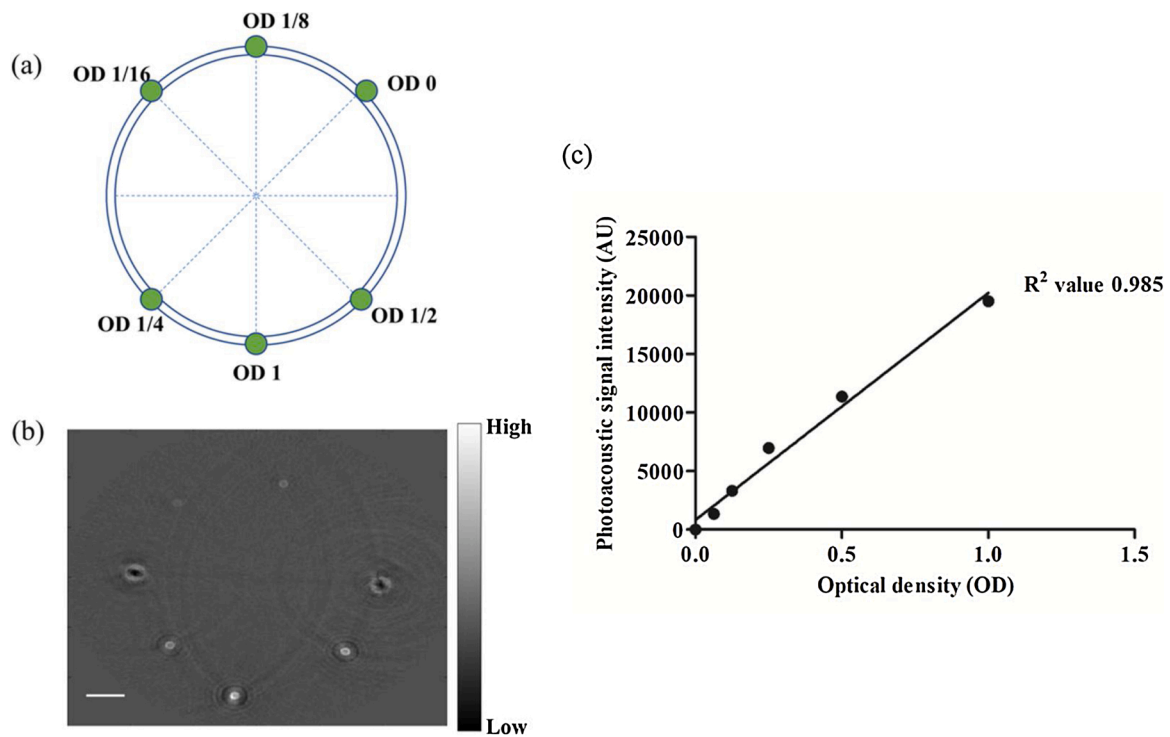 (a)
OD 1/8
OD 1/16
OD 0
OD 1/4
OD 1/2
OD 1
(b)
High
Low
(c)
Photoacoustic signal intensity (AU)
25000
20000
15000
10000
5000
0
R² value 0.985
0.0 0.5 1.0 1.5
Optical density (OD)